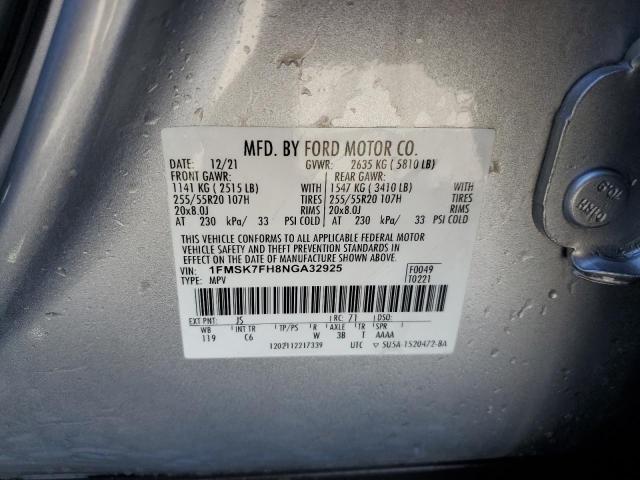 MFD. BY FORD MOTOR CO.
DATE: 12/21 GVWR: 2635 KG ( 5810 LB)
FRONT GAWR: REAR GAWR:
1141 KG ( 2515 LB) WITH 1547 KG ( 3410 LB) WITH
255/55R20 107H TIRES 255/55R20 107H TIRES
20x8.0J RIMS 20x8.0J RIMS
AT 230 kPa/ 33 PSI COLD AT 230 kPa/ 33 PSI COLD
THIS VEHICLE CONFORMS TO ALL APPLICABLE FEDERAL MOTOR
VEHICLE SAFETY AND THEFT PREVENTION STANDARDS IN
EFFECT ON THE DATE OF MANUFACTURE SHOWN ABOVE.
VIN: 1FMSK7FH8NGA32925 F0049
TYPE: MPV T0221
EXT PNT: JS RC: 71 DSO:
WB INT TR TP/PS R AXLE TR SPR
119 C6 W 3B T AAAA
1202112217339 UTC ▽ 5U5A-1520472-BA